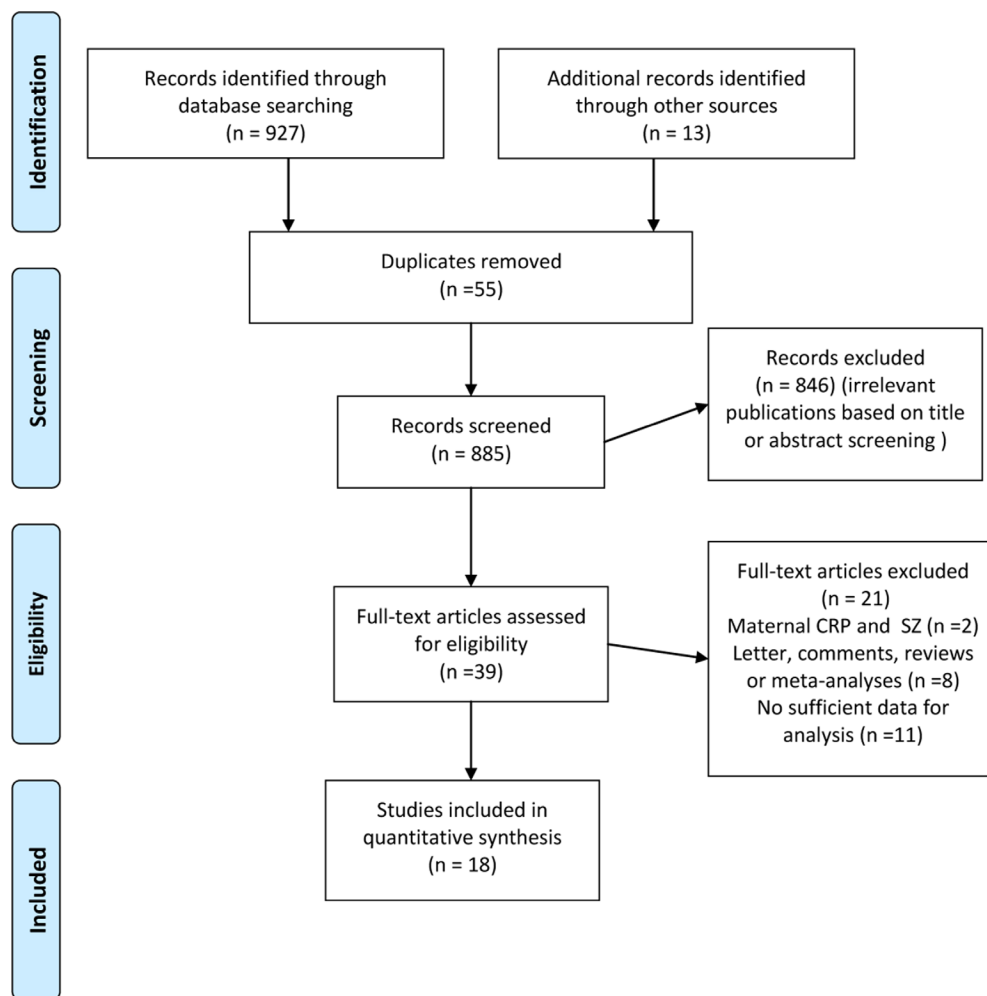 Identification
Records identified through
database searching
(n = 927)
Additional records identified
through other sources
(n = 13)
Duplicates removed
(n =55)
Screening
Records screened
(n = 885)
Records excluded
(n = 846) (irrelevant
publications based on title
or abstract screening )
Eligibility
Full-text articles assessed
for eligibility
(n =39)
Full-text articles excluded
(n = 21)
Maternal CRP and  SZ (n =2)
Letter, comments, reviews
or meta-analyses (n =8)
No sufficient data for
analysis (n =11)
Included
Studies included in
quantitative synthesis
(n = 18)